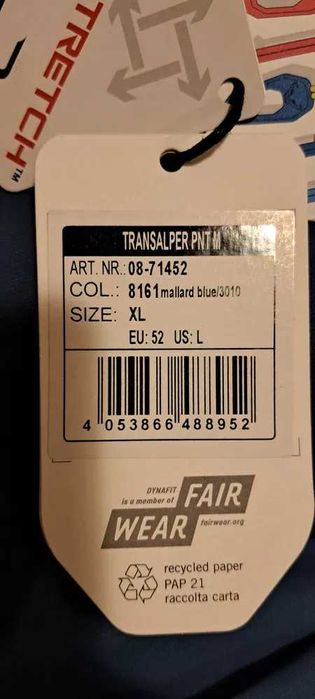 TRETCH™
TRANSALPER PNT M
ART. NR.: 08-71452
COL.: 8161 mallard blue/3010
SIZE: XL
EU: 52 US: L
4 053866 488952
DYNAFIT
is a member of
FAIR
WEAR
fairwear.org
recycled paper
PAP 21
raccolta carta